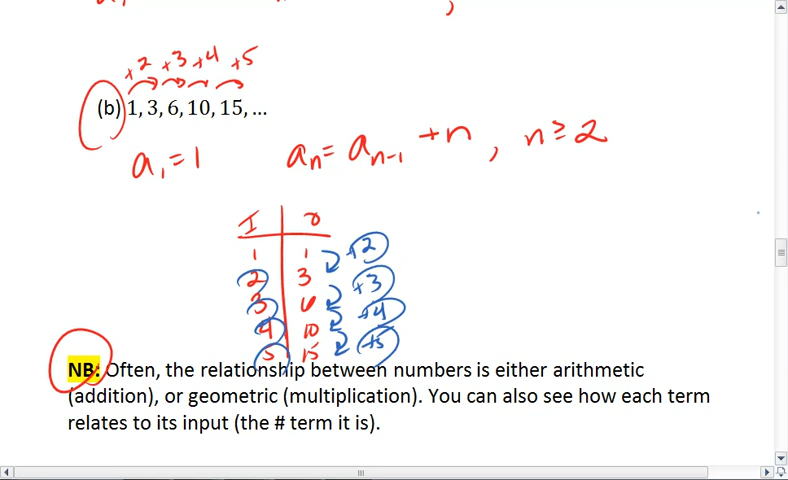 +2 +3 +4 +5
(b) 1, 3, 6, 10, 15, ...
a₁ = 1 aₙ = aₙ₋₁ + n, n ≥ 2
I O
1 1 +2
2 3 +3
3 6 +4
4 10 +5
5 15
NB: Often, the relationship between numbers is either arithmetic
(addition), or geometric (multiplication). You can also see how each term
relates to its input (the # term it is).